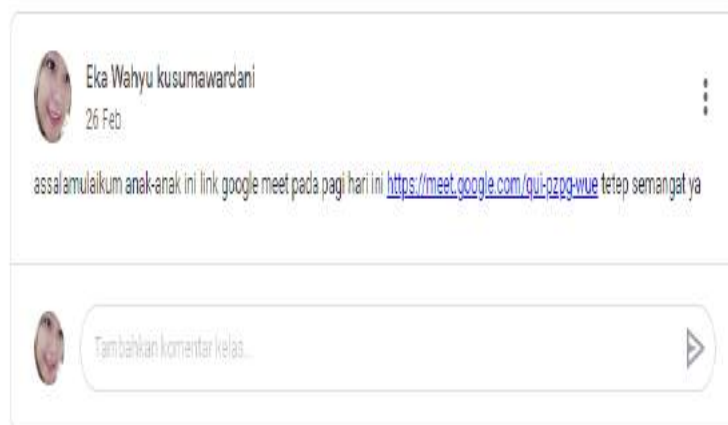 Eka Wahyu kusumawardani
26 Feb
assalamulaikum anak-anak ini link google meet pada pagi hari ini https://meet.google.com/qui-pzpg-wue tetep semangat ya
Tambahkan komentar kelas...